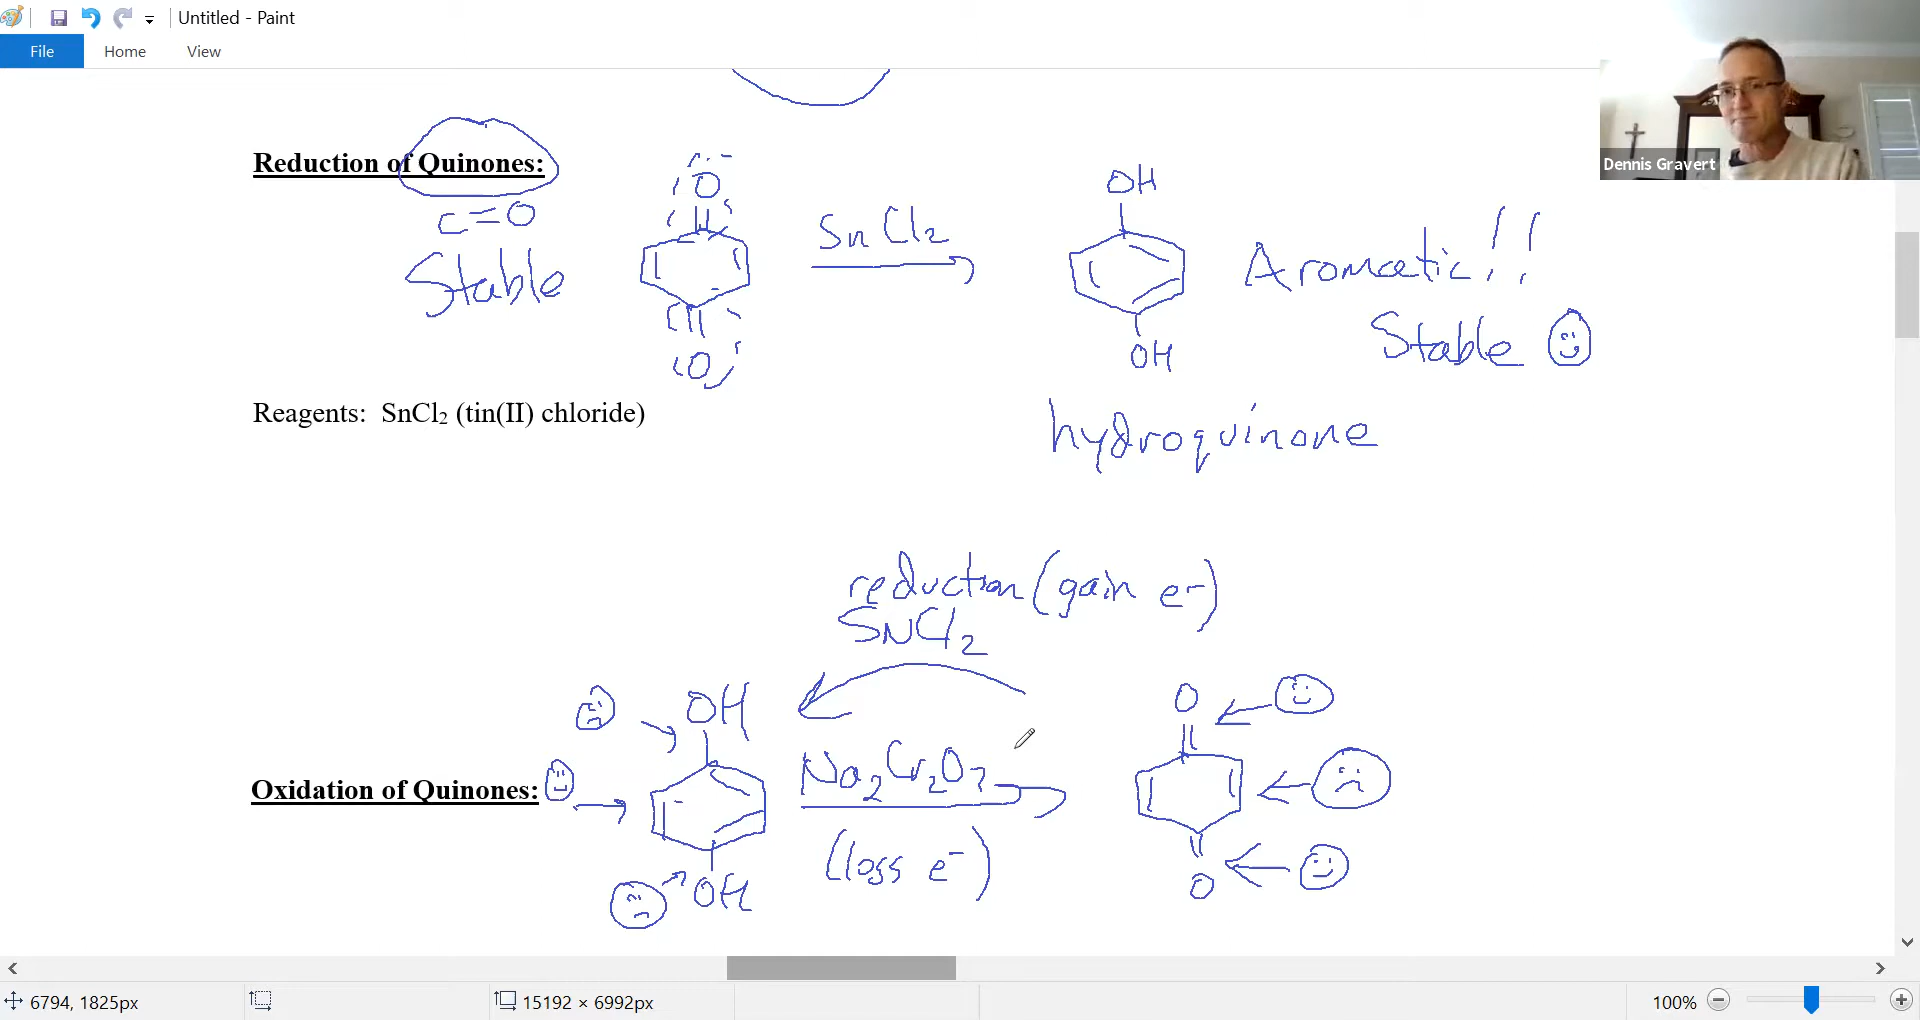 Untitled - Paint
File Home View
Dennis Gravert
Reduction of Quinones:
C=O
Stable
O
O
SnCl2
OH
OH
Aromatic!!
Stable
Reagents: SnCl₂ (tin(II) chloride)
hydroquinone
reduction (gain e-)
SnCl2
OH
OH
Oxidation of Quinones:
Na2Cr2O7
(loss e-)
O
O
6794, 1825px
15192 × 6992px
100%